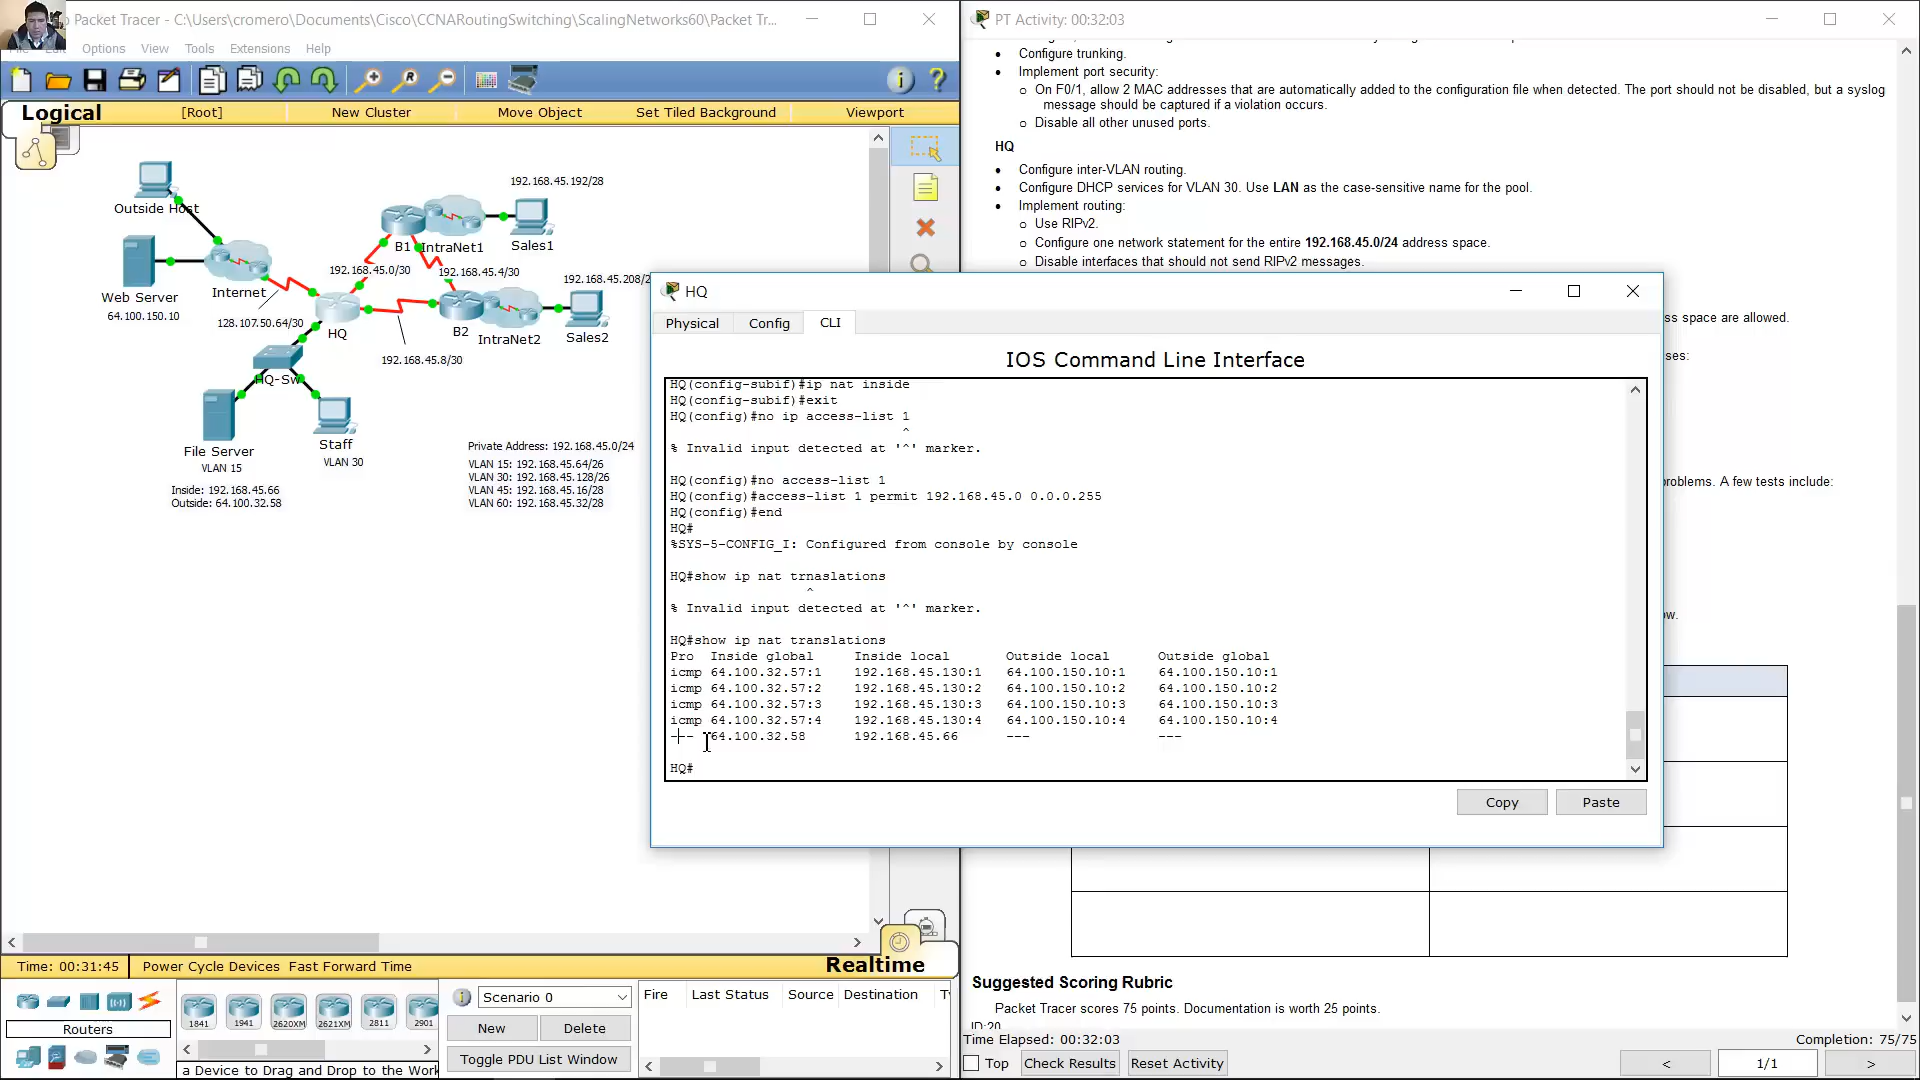 Packet Tracer - C:\Users\cromero\Documents\Cisco\CCNARoutingSwitching\ScalingNetworks60\Packet Tr...
Options View Tools Extensions Help
Logical [Root] New Cluster Move Object Set Tiled Background Viewport
192.168.45.192/28
Outside Host
B1 IntraNet1 Sales1
192.168.45.0/30 192.168.45.4/30
192.168.45.208/2
Internet
Web Server
64.100.150.10
128.107.50.64/30
HQ
B2 IntraNet2 Sales2
192.168.45.8/30
HQ-Sw
File Server
VLAN 15
Staff
VLAN 30
Inside: 192.168.45.66
Outside: 64.100.32.58
Private Address: 192.168.45.0/24
VLAN 15: 192.168.45.64/26
VLAN 30: 192.168.45.128/26
VLAN 45: 192.168.45.16/28
VLAN 60: 192.168.45.32/28
Realtime
Time: 00:31:45 Power Cycle Devices Fast Forward Time
Routers
1841 1941 2620XM 2621XM 2811 2901
a Device to Drag and Drop to the Work
Scenario 0
New Delete
Toggle PDU List Window
Fire Last Status Source Destination
PT Activity: 00:32:03
Configure trunking.
Implement port security:
On F0/1, allow 2 MAC addresses that are automatically added to the configuration file when detected. The port should not be disabled, but a syslog
message should be captured if a violation occurs.
Disable all other unused ports.
HQ
Configure inter-VLAN routing.
Configure DHCP services for VLAN 30. Use LAN as the case-sensitive name for the pool.
Implement routing:
Use RIPv2.
Configure one network statement for the entire 192.168.45.0/24 address space.
Disable interfaces that should not send RIPv2 messages.
ss space are allowed.
ses:
roblems. A few tests include:
ow.
HQ
Physical Config CLI
IOS Command Line Interface
HQ(config-subif)#ip nat inside
HQ(config-subif)#exit
HQ(config)#no ip access-list 1
^
% Invalid input detected at '^' marker.
HQ(config)#no access-list 1
HQ(config)#access-list 1 permit 192.168.45.0 0.0.0.255
HQ(config)#end
HQ#
%SYS-5-CONFIG_I: Configured from console by console
HQ#show ip nat trnaslations
^
% Invalid input detected at '^' marker.
HQ#show ip nat translations
Pro Inside global Inside local Outside local Outside global
icmp 64.100.32.57:1 192.168.45.130:1 64.100.150.10:1 64.100.150.10:1
icmp 64.100.32.57:2 192.168.45.130:2 64.100.150.10:2 64.100.150.10:2
icmp 64.100.32.57:3 192.168.45.130:3 64.100.150.10:3 64.100.150.10:3
icmp 64.100.32.57:4 192.168.45.130:4 64.100.150.10:4 64.100.150.10:4
--- 64.100.32.58 192.168.45.66 --- ---
HQ#
Copy Paste
Suggested Scoring Rubric
Packet Tracer scores 75 points. Documentation is worth 25 points.
Time Elapsed: 00:32:03 Completion: 75/75
Top Check Results Reset Activity < 1/1 >